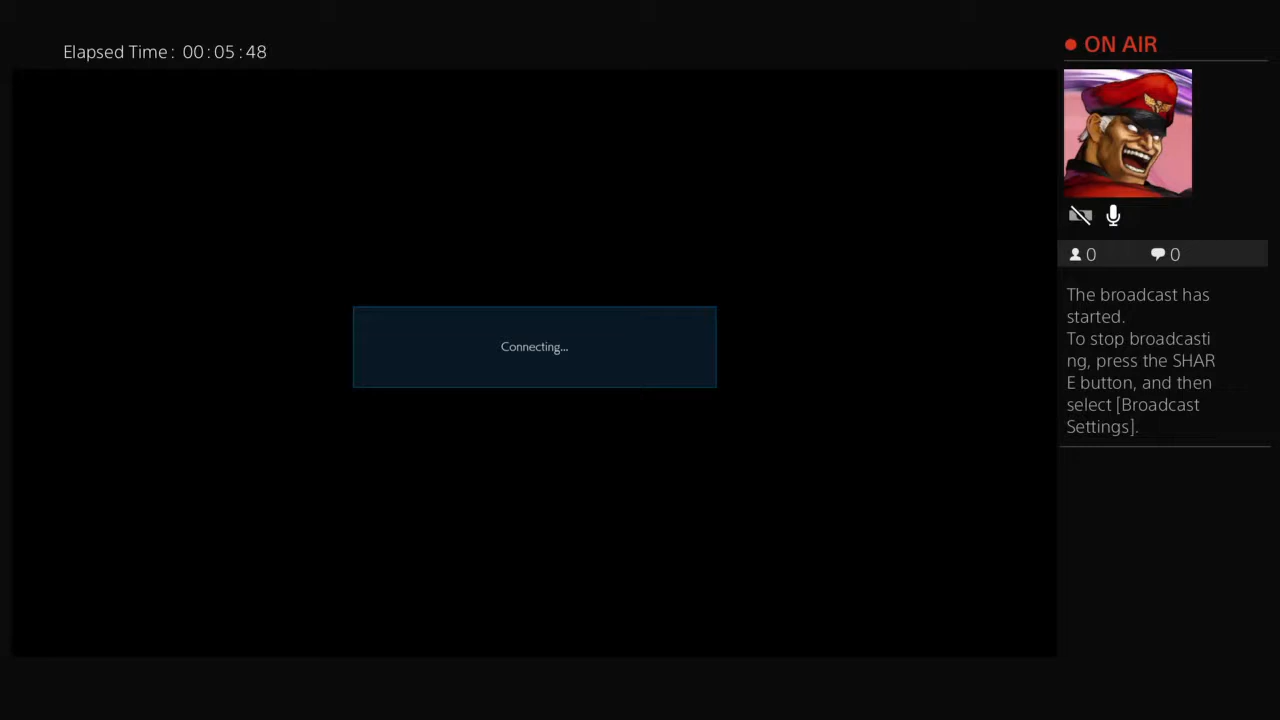 Elapsed Time: 00:05:48
ON AIR
0 0
Connecting...
The broadcast has
started.
To stop broadcasti
ng, press the SHAR
E button, and then
select [Broadcast
Settings].